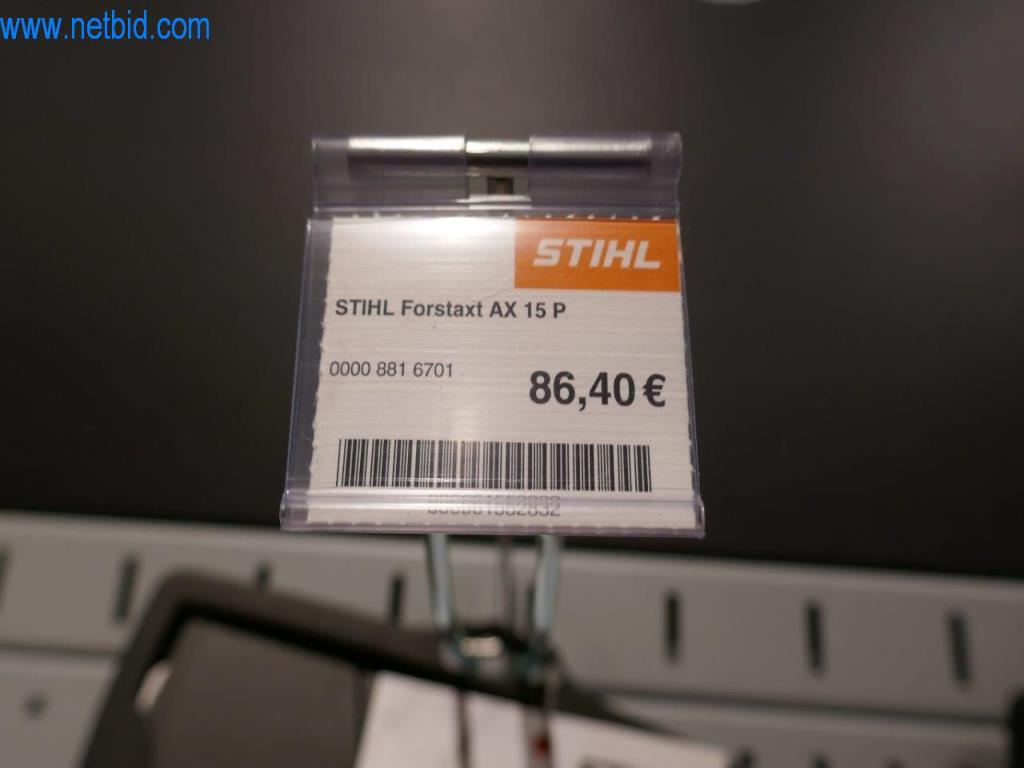 www.netbid.com
STIHL
STIHL Forstaxt AX 15 P
0000 881 6701
86,40 €